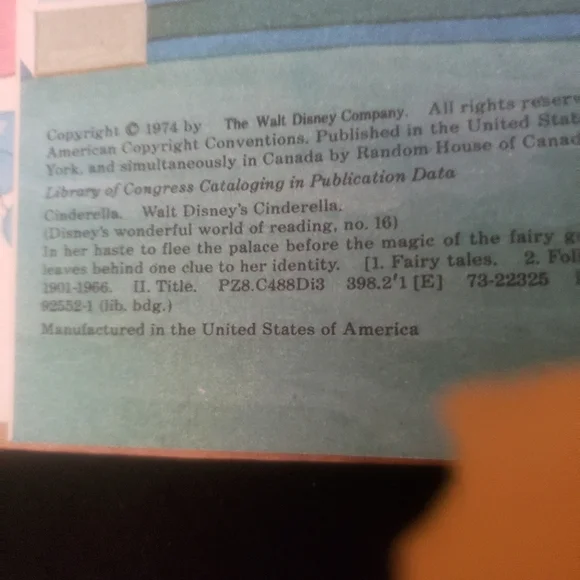 Copyright © 1974 by The Walt Disney Company. All rights reserv
American Copyright Conventions. Published in the United Stat
York, and simultaneously in Canada by Random House of Canad
Library of Congress Cataloging in Publication Data
Cinderella. Walt Disney's Cinderella.
(Disney's wonderful world of reading, no. 16)
In her haste to flee the palace before the magic of the fairy g
leaves behind one clue to her identity. [1. Fairy tales. 2. Fol
1901-1966. II. Title. PZ8.C488Di3 398.2'1 [E] 73-22325
92552-1 (lib. bdg.)
Manufactured in the United States of America